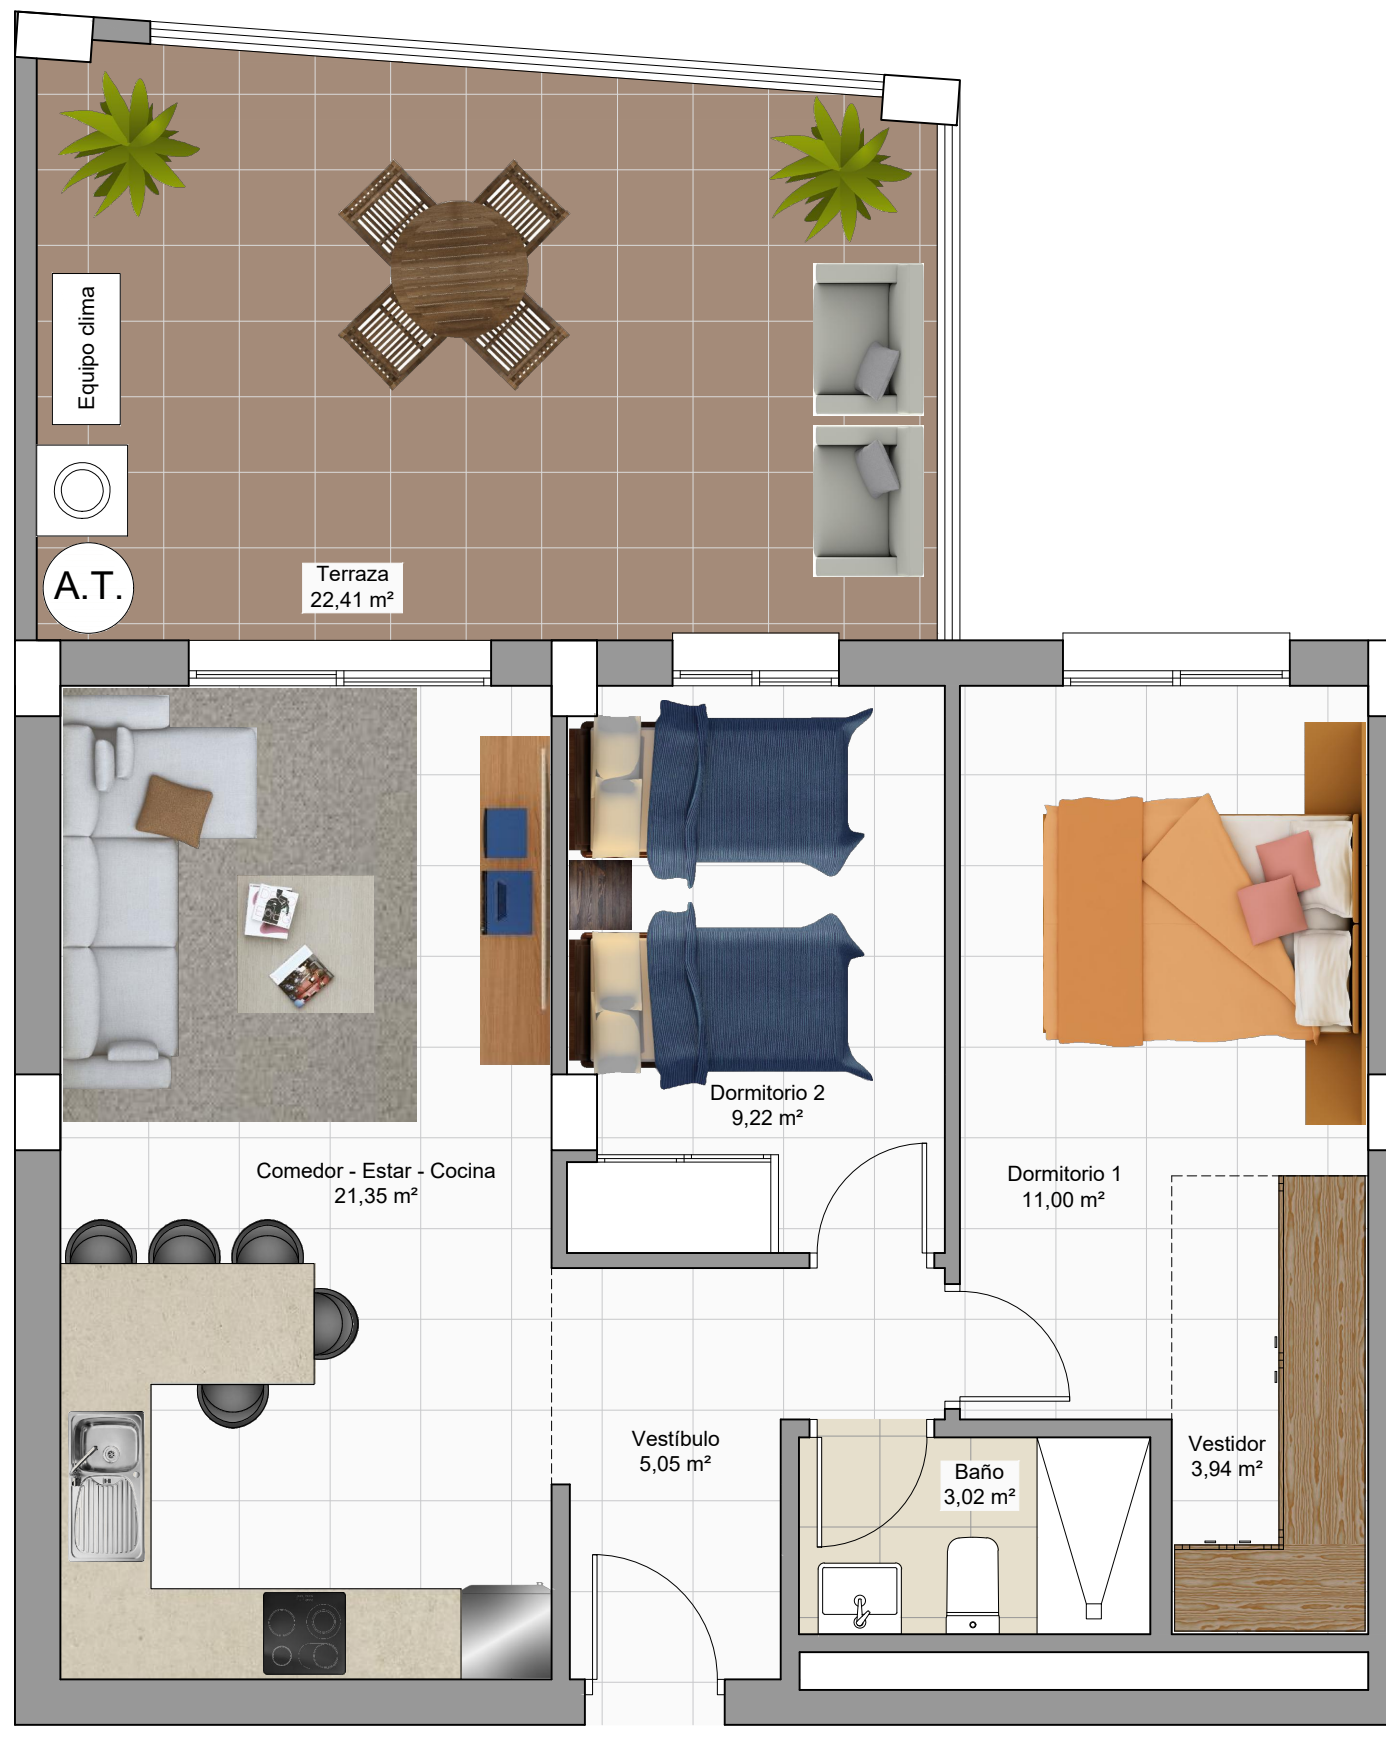 Equipo clima
A.T.
Terraza
22,41 m²
Dormitorio 2
9,22 m²
Comedor - Estar - Cocina
21,35 m²
Dormitorio 1
11,00 m²
Vestíbulo
5,05 m²
Baño
3,02 m²
Vestidor
3,94 m²